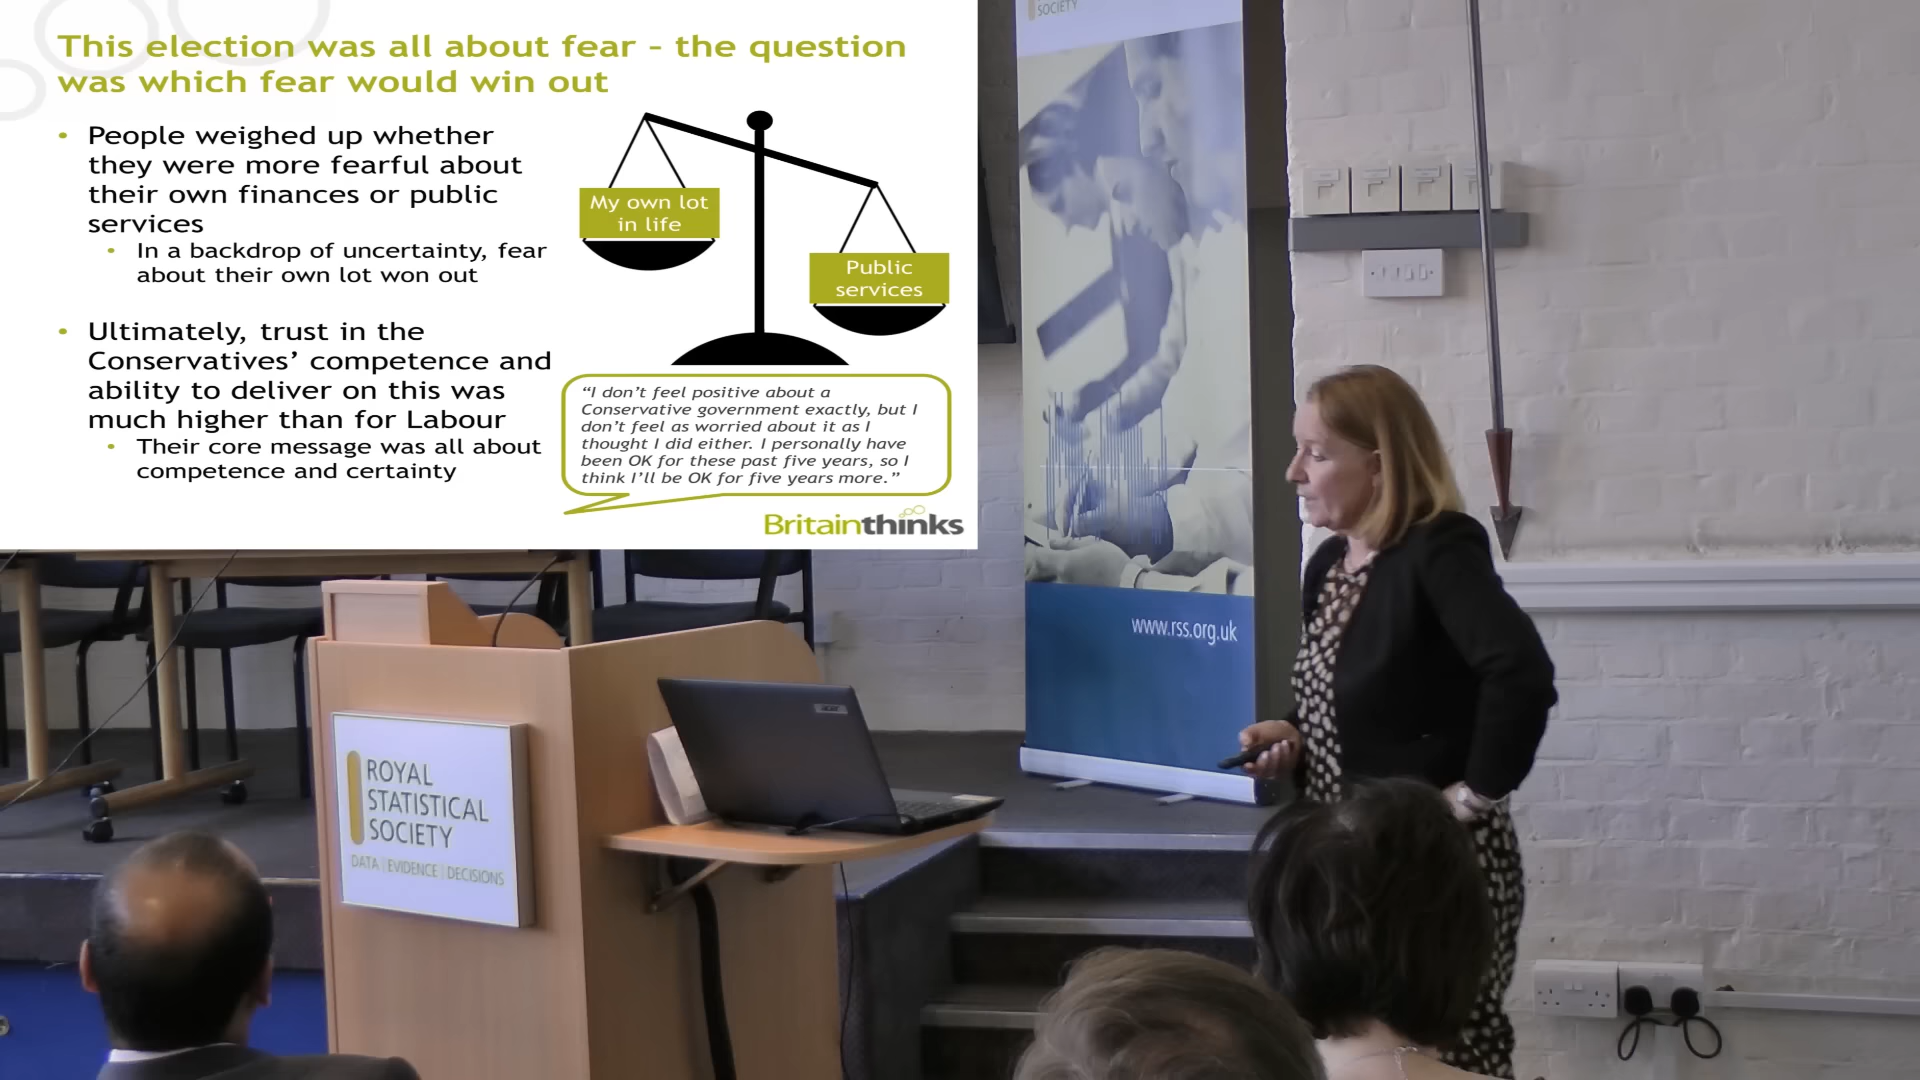 This election was all about fear - the question
was which fear would win out
• People weighed up whether
they were more fearful about
their own finances or public
services
• In a backdrop of uncertainty, fear
about their own lot won out
• Ultimately, trust in the
Conservatives’ competence and
ability to deliver on this was
much higher than for Labour
• Their core message was all about
competence and certainty
My own lot
in life
Public
services
“I don’t feel positive about a
Conservative government exactly, but I
don’t feel as worried about it as I
thought I did either. I personally have
been OK for these past five years, so I
think I’ll be OK for five years more.”
Britainthinks
SOCIETY
www.rss.org.uk
acer
ROYAL
STATISTICAL
SOCIETY
DATA | EVIDENCE | DECISIONS